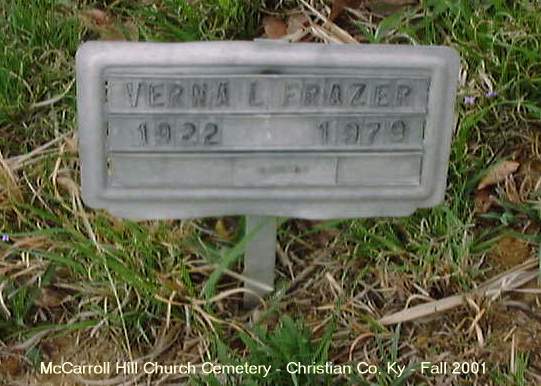 VERNA L FRAZER
1922 1979
McCarroll Hill Church Cemetery - Christian Co, Ky - Fall 2001